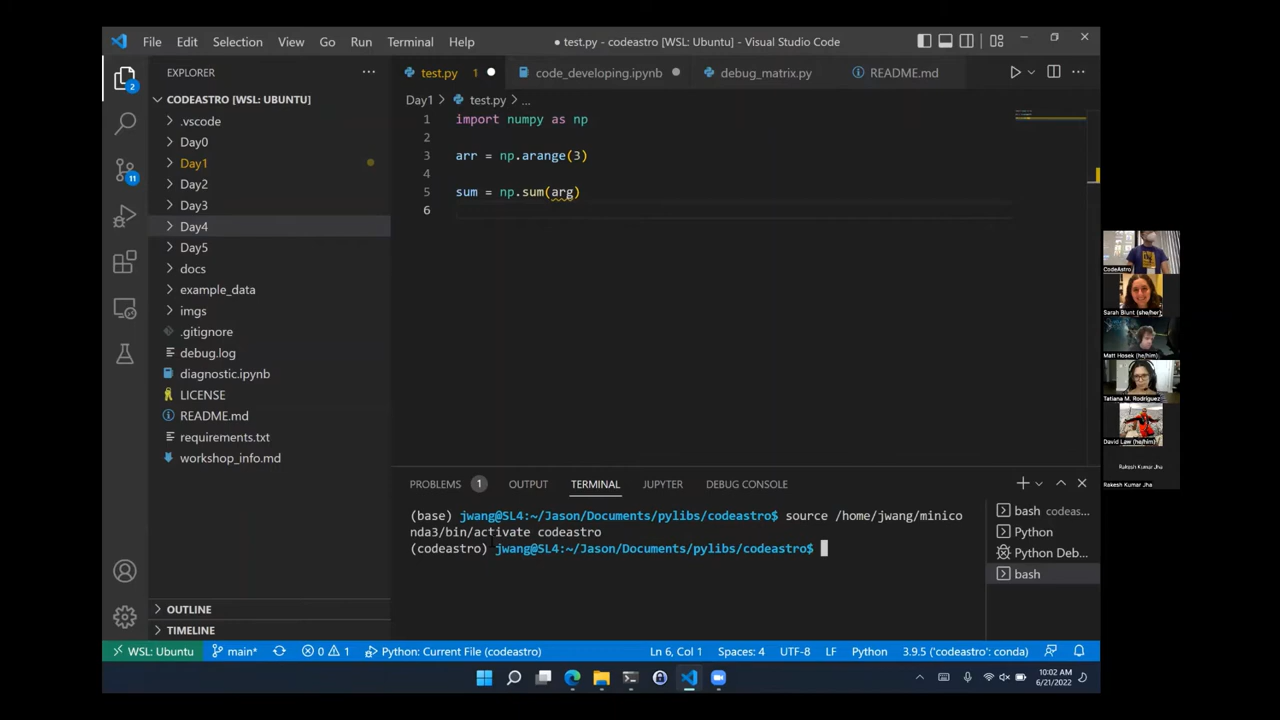 File Edit Selection View Go Run Terminal Help
● test.py - codeastro [WSL: Ubuntu] - Visual Studio Code
EXPLORER
CODEASTRO [WSL: UBUNTU]
.vscode
Day0
Day1
Day2
Day3
Day4
Day5
docs
example_data
imgs
.gitignore
debug.log
diagnostic.ipynb
LICENSE
README.md
requirements.txt
workshop_info.md
OUTLINE
TIMELINE
2
11
test.py 1
code_developing.ipynb
debug_matrix.py
README.md
Day1 > test.py > ...
1 import numpy as np
2
3 arr = np.arange(3)
4
5 sum = np.sum(arg)
6
PROBLEMS 1 OUTPUT TERMINAL JUPYTER DEBUG CONSOLE
(base) jwang@SL4:~/Jason/Documents/pylibs/codeastro$ source /home/jwang/minico
nda3/bin/activate codeastro
(codeastro) jwang@SL4:~/Jason/Documents/pylibs/codeastro$
bash codeas...
Python
Python Deb...
bash
WSL: Ubuntu main* 0 1 Python: Current File (codeastro) Ln 6, Col 1 Spaces: 4 UTF-8 LF Python 3.9.5 ('codeastro': conda)
10:02 AM
6/21/2022
CodeAstro
Sarah Blunt (she/her)
Matt Hosek (he/him)
Tatiana M. Rodriguez (she/her)
David Law (he/him)
Rakesh Kumar Jha
Rakesh Kumar Jha